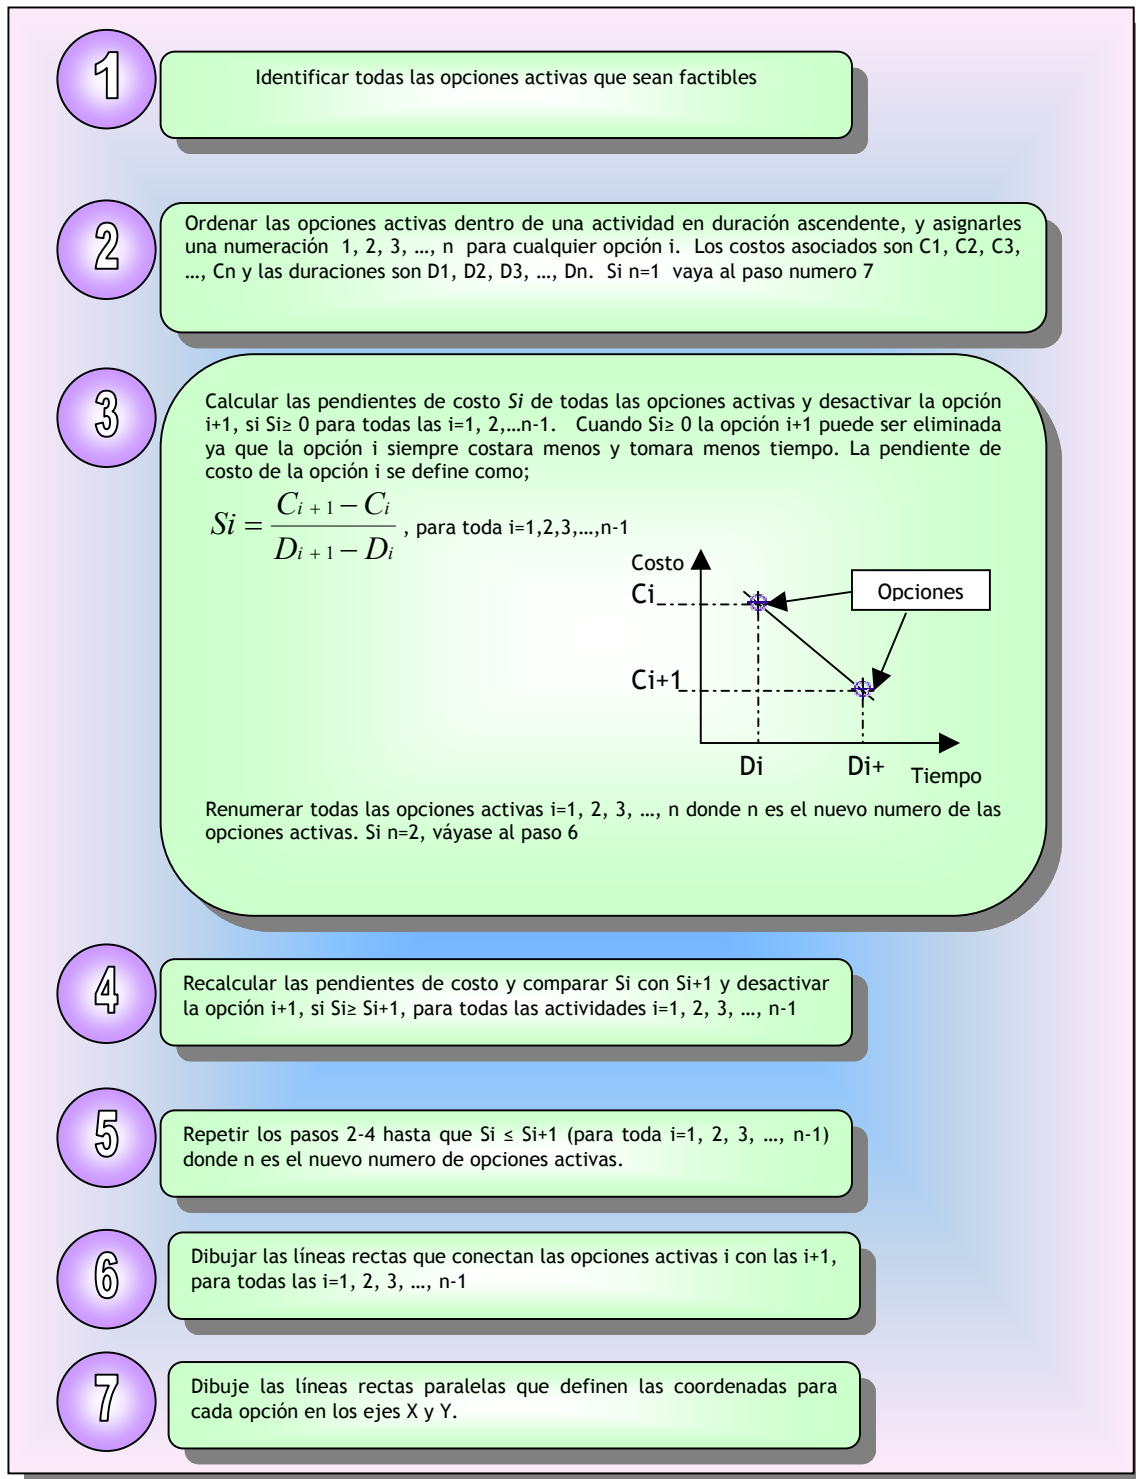 1
Identificar todas las opciones activas que sean factibles
2
Ordenar las opciones activas dentro de una actividad en duración ascendente, y asignarles
una numeración 1, 2, 3, …, n para cualquier opción i. Los costos asociados son C1, C2, C3,
…, Cn y las duraciones son D1, D2, D3, …, Dn. Si n=1 vaya al paso numero 7
3
Calcular las pendientes de costo Si de todas las opciones activas y desactivar la opción
i+1, si Si≥ 0 para todas las i=1, 2,…n-1. Cuando Si≥ 0 la opción i+1 puede ser eliminada
ya que la opción i siempre costara menos y tomara menos tiempo. La pendiente de
costo de la opción i se define como;
Si = (Ci + 1 − Ci) / (Di + 1 − Di) , para toda i=1,2,3,…,n-1
Costo
Ci
Opciones
Ci+1
Di Di+
Tiempo
Renumerar todas las opciones activas i=1, 2, 3, …, n donde n es el nuevo numero de las
opciones activas. Si n=2, váyase al paso 6
4
Recalcular las pendientes de costo y comparar Si con Si+1 y desactivar
la opción i+1, si Si≥ Si+1, para todas las actividades i=1, 2, 3, …, n-1
5
Repetir los pasos 2-4 hasta que Si ≤ Si+1 (para toda i=1, 2, 3, …, n-1)
donde n es el nuevo numero de opciones activas.
6
Dibujar las líneas rectas que conectan las opciones activas i con las i+1,
para todas las i=1, 2, 3, …, n-1
7
Dibuje las líneas rectas paralelas que definen las coordenadas para
cada opción en los ejes X y Y.